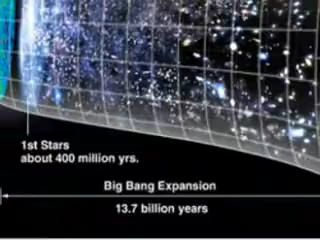 1st Stars
about 400 million yrs.
Big Bang Expansion
13.7 billion years